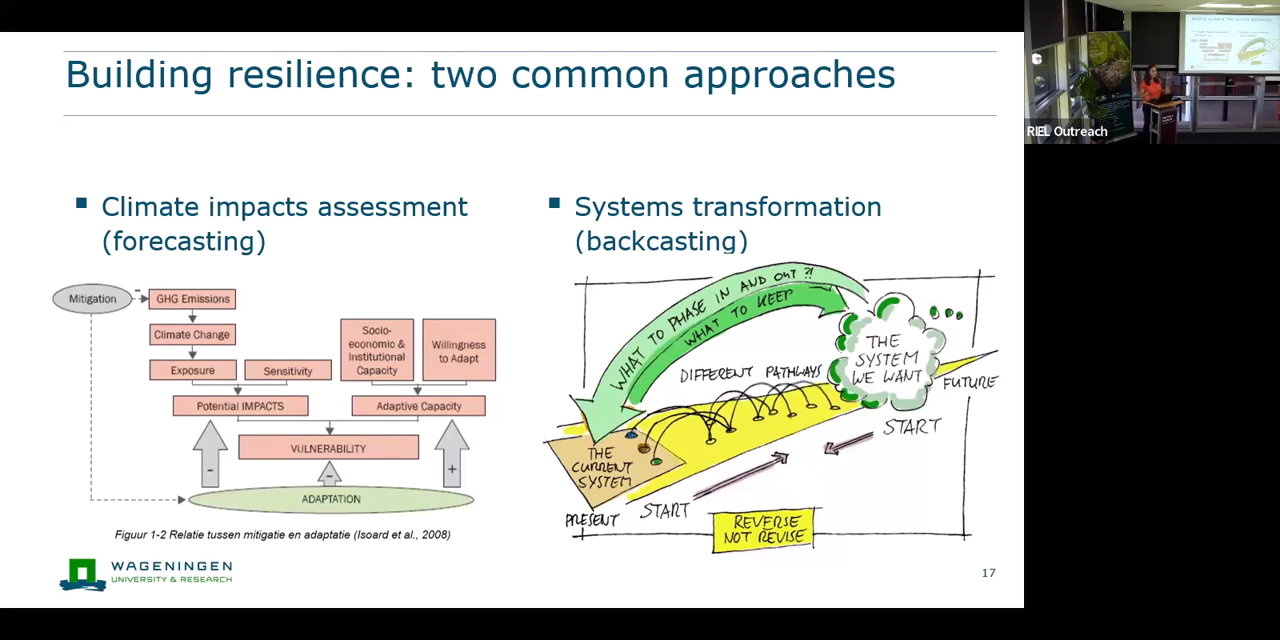 Building resilience: two common approaches
Climate impacts assessment
(forecasting)
Mitigation
-
GHG Emissions
Climate Change
Exposure
Sensitivity
Socio-
economic &
Institutional
Capacity
Willingness
to Adapt
Potential IMPACTS
Adaptive Capacity
VULNERABILITY
-
-
+
ADAPTATION
Figuur 1-2 Relatie tussen mitigatie en adaptatie (Isoard et al., 2008)
Systems transformation
(backcasting)
WHAT TO PHASE IN AND OUT ?!
WHAT TO KEEP
DIFFERENT PATHWAYS
THE
SYSTEM
WE WANT
FUTURE
START
THE
CURRENT
SYSTEM
PRESENT
START
REVERSE
NOT REVISE
WAGENINGEN
UNIVERSITY & RESEARCH
17
RIEL Outreach